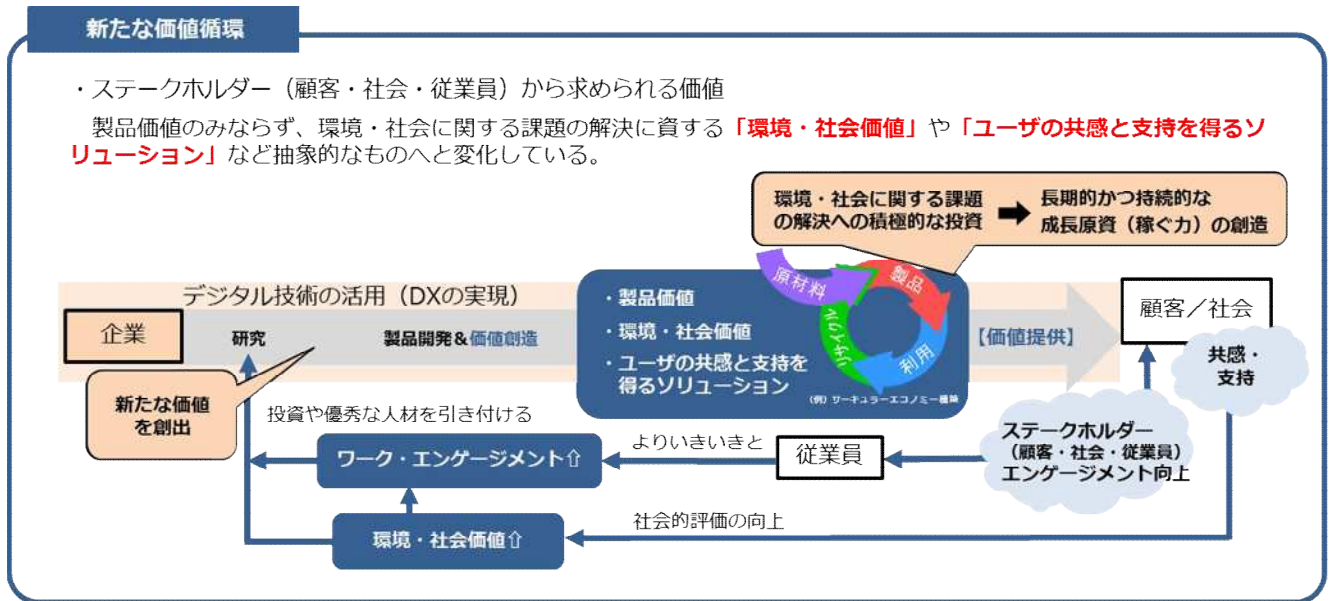 新たな価値循環
・ステークホルダー（顧客・社会・従業員）から求められる価値
製品価値のみならず、環境・社会に関する課題の解決に資する「環境・社会価値」や「ユーザの共感と支持を得るソ
リューション」など抽象的なものへと変化している。
環境・社会に関する課題
の解決への積極的な投資
長期的かつ持続的な
成長原資（稼ぐ力）の創造
デジタル技術の活用（DXの実現）
企業
研究
製品開発＆価値創造
・製品価値
・環境・社会価値
・ユーザの共感と支持を
得るソリューション
原材料
製品
利用
リサイクル
（例）サーキュラーエコノミー
【価値提供】
顧客／社会
共感・
支持
新たな価値
を創出
投資や優秀な人材を引き付ける
ワーク・エンゲージメント⇧
よりいきいきと
従業員
ステークホルダー
（顧客・社会・従業員）
エンゲージメント向上
環境・社会価値⇧
社会的評価の向上